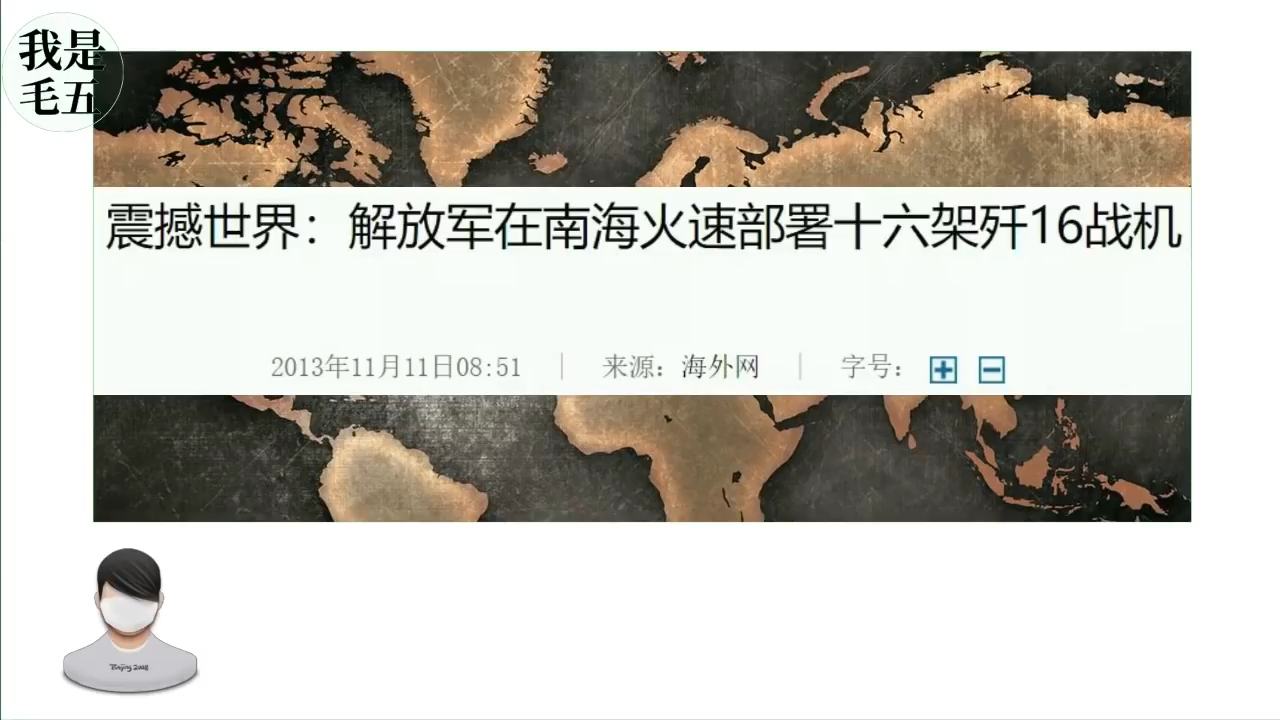 我是
毛五
震撼世界：解放军在南海火速部署十六架歼16战机
2013年11月11日08:51 | 来源：海外网 | 字号：
Beijing 2008